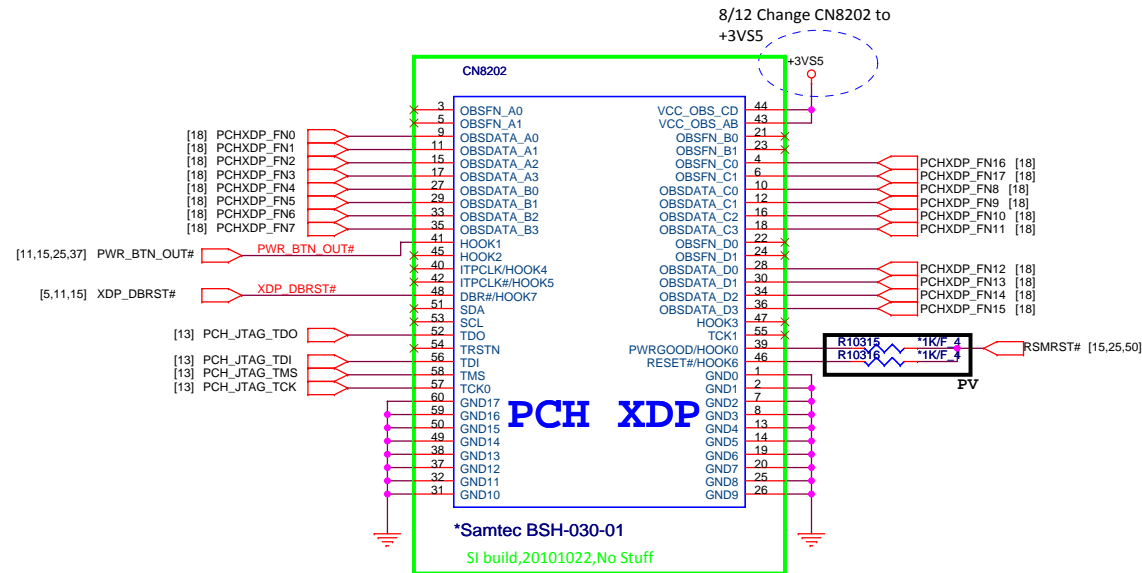 8/12 Change CN8202 to
+3VS5
+3VS5
CN8202
3 OBSFN_A0
5 OBSFN_A1
[18] PCHXDP_FN0 9 OBSDATA_A0
[18] PCHXDP_FN1 11 OBSDATA_A1
[18] PCHXDP_FN2 15 OBSDATA_A2
[18] PCHXDP_FN3 17 OBSDATA_A3
[18] PCHXDP_FN4 27 OBSDATA_B0
[18] PCHXDP_FN5 29 OBSDATA_B1
[18] PCHXDP_FN6 33 OBSDATA_B2
[18] PCHXDP_FN7 35 OBSDATA_B3
[11,15,25,37] PWR_BTN_OUT# PWR_BTN_OUT# 41 HOOK1
45 HOOK2
40 ITPCLK/HOOK4
42 ITPCLK#/HOOK5
[5,11,15] XDP_DBRST# XDP_DBRST# 48 DBR#/HOOK7
51 SDA
53 SCL
[13] PCH_JTAG_TDO 52 TDO
54 TRSTN
[13] PCH_JTAG_TDI 56 TDI
[13] PCH_JTAG_TMS 58 TMS
[13] PCH_JTAG_TCK 57 TCK0
60 GND17
59 GND16
50 GND15
49 GND14
38 GND13
37 GND12
32 GND11
31 GND10
VCC_OBS_CD 44
VCC_OBS_AB 43
OBSFN_B0 21
OBSFN_B1 23
OBSFN_C0 4 PCHXDP_FN16 [18]
OBSFN_C1 6 PCHXDP_FN17 [18]
OBSDATA_C0 10 PCHXDP_FN8 [18]
OBSDATA_C1 12 PCHXDP_FN9 [18]
OBSDATA_C2 16 PCHXDP_FN10 [18]
OBSDATA_C3 18 PCHXDP_FN11 [18]
OBSFN_D0 22
OBSFN_D1 24
OBSDATA_D0 28 PCHXDP_FN12 [18]
OBSDATA_D1 30 PCHXDP_FN13 [18]
OBSDATA_D2 34 PCHXDP_FN14 [18]
OBSDATA_D3 36 PCHXDP_FN15 [18]
HOOK3 47
TCK1 55
PWRGOOD/HOOK0 39 R10315 *1K/F_4 RSMRST# [15,25,50]
RESET#/HOOK6 46 R10316 *1K/F_4
PV
GND0 1
GND1 2
GND2 7
GND3 8
GND4 13
GND5 14
GND6 19
GND7 20
GND8 25
GND9 26
PCH XDP
*Samtec BSH-030-01
SI build,20101022,No Stuff